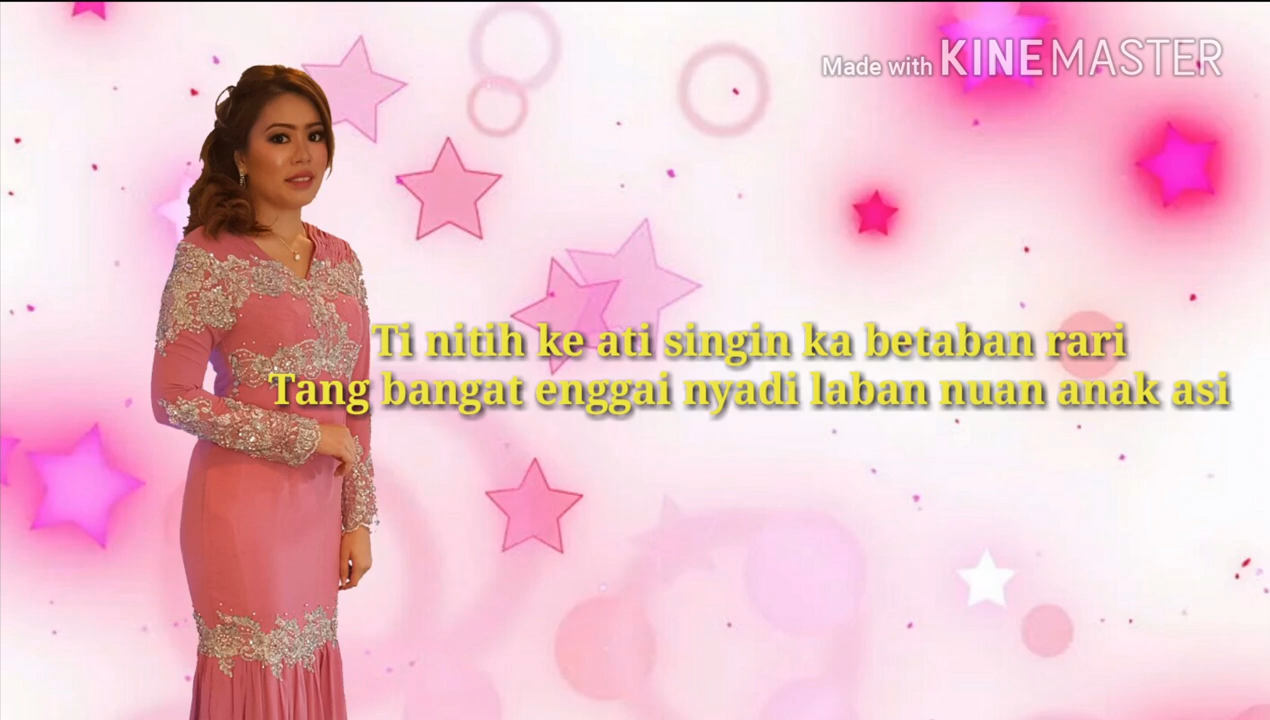 Made with KINEMASTER
Ti nitih ke ati singin ka betaban rari
Tang bangat enggai nyadi laban nuan anak asi